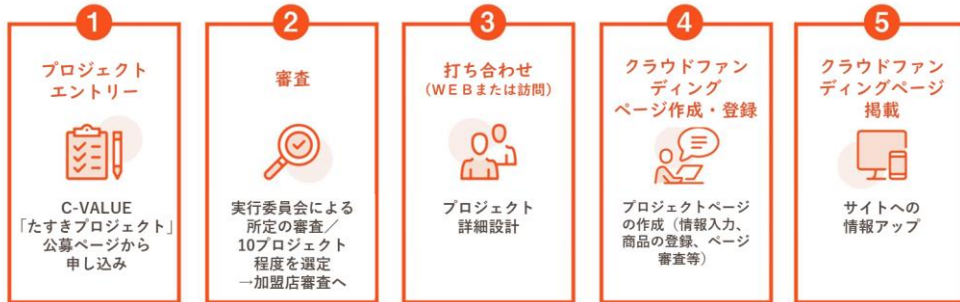 1
プロジェクト
エントリー
C-VALUE
「たすきプロジェクト」
公募ページから
申し込み
2
審査
実行委員会による
所定の審査／
10プロジェクト
程度を選定
→加盟店審査へ
3
打ち合わせ
（ＷＥＢまたは訪問）
プロジェクト
詳細設計
4
クラウドファン
ディング
ページ作成・登録
プロジェクトページ
の作成（情報入力、
商品の登録、ページ
審査等）
5
クラウドファン
ディングページ
掲載
サイトへの
情報アップ